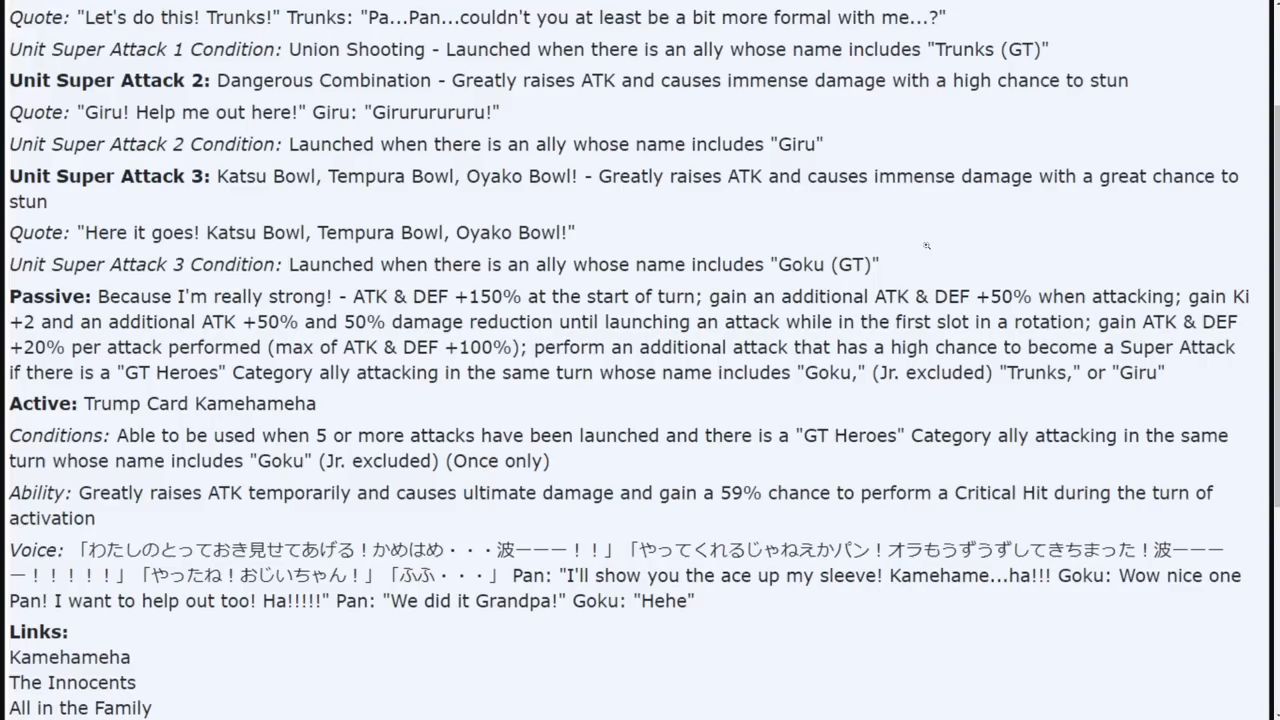 Quote: "Let's do this! Trunks!" Trunks: "Pa...Pan...couldn't you at least be a bit more formal with me...?"
Unit Super Attack 1 Condition: Union Shooting - Launched when there is an ally whose name includes "Trunks (GT)"
Unit Super Attack 2: Dangerous Combination - Greatly raises ATK and causes immense damage with a high chance to stun
Quote: "Giru! Help me out here!" Giru: "Girurururururu!"
Unit Super Attack 2 Condition: Launched when there is an ally whose name includes "Giru"
Unit Super Attack 3: Katsu Bowl, Tempura Bowl, Oyako Bowl! - Greatly raises ATK and causes immense damage with a great chance to
stun
Quote: "Here it goes! Katsu Bowl, Tempura Bowl, Oyako Bowl!"
Unit Super Attack 3 Condition: Launched when there is an ally whose name includes "Goku (GT)"
Passive: Because I'm really strong! - ATK & DEF +150% at the start of turn; gain an additional ATK & DEF +50% when attacking; gain Ki
+2 and an additional ATK +50% and 50% damage reduction until launching an attack while in the first slot in a rotation; gain ATK & DEF
+20% per attack performed (max of ATK & DEF +100%); perform an additional attack that has a high chance to become a Super Attack
if there is a "GT Heroes" Category ally attacking in the same turn whose name includes "Goku," (Jr. excluded) "Trunks," or "Giru"
Active: Trump Card Kamehameha
Conditions: Able to be used when 5 or more attacks have been launched and there is a "GT Heroes" Category ally attacking in the same
turn whose name includes "Goku" (Jr. excluded) (Once only)
Ability: Greatly raises ATK temporarily and causes ultimate damage and gain a 59% chance to perform a Critical Hit during the turn of
activation
Voice: 「わたしのとっておき見せてあげる！かめはめ・・・波ーーー！！」「やってくれるじゃねえかパン！オラもうずうずしてきちまった！波ーーー
ー！！！！！」「やったね！おじいちゃん！」「ふふ・・・」 Pan: "I'll show you the ace up my sleeve! Kamehame...ha!!! Goku: Wow nice one
Pan! I want to help out too! Ha!!!!!" Pan: "We did it Grandpa!" Goku: "Hehe"
Links:
Kamehameha
The Innocents
All in the Family